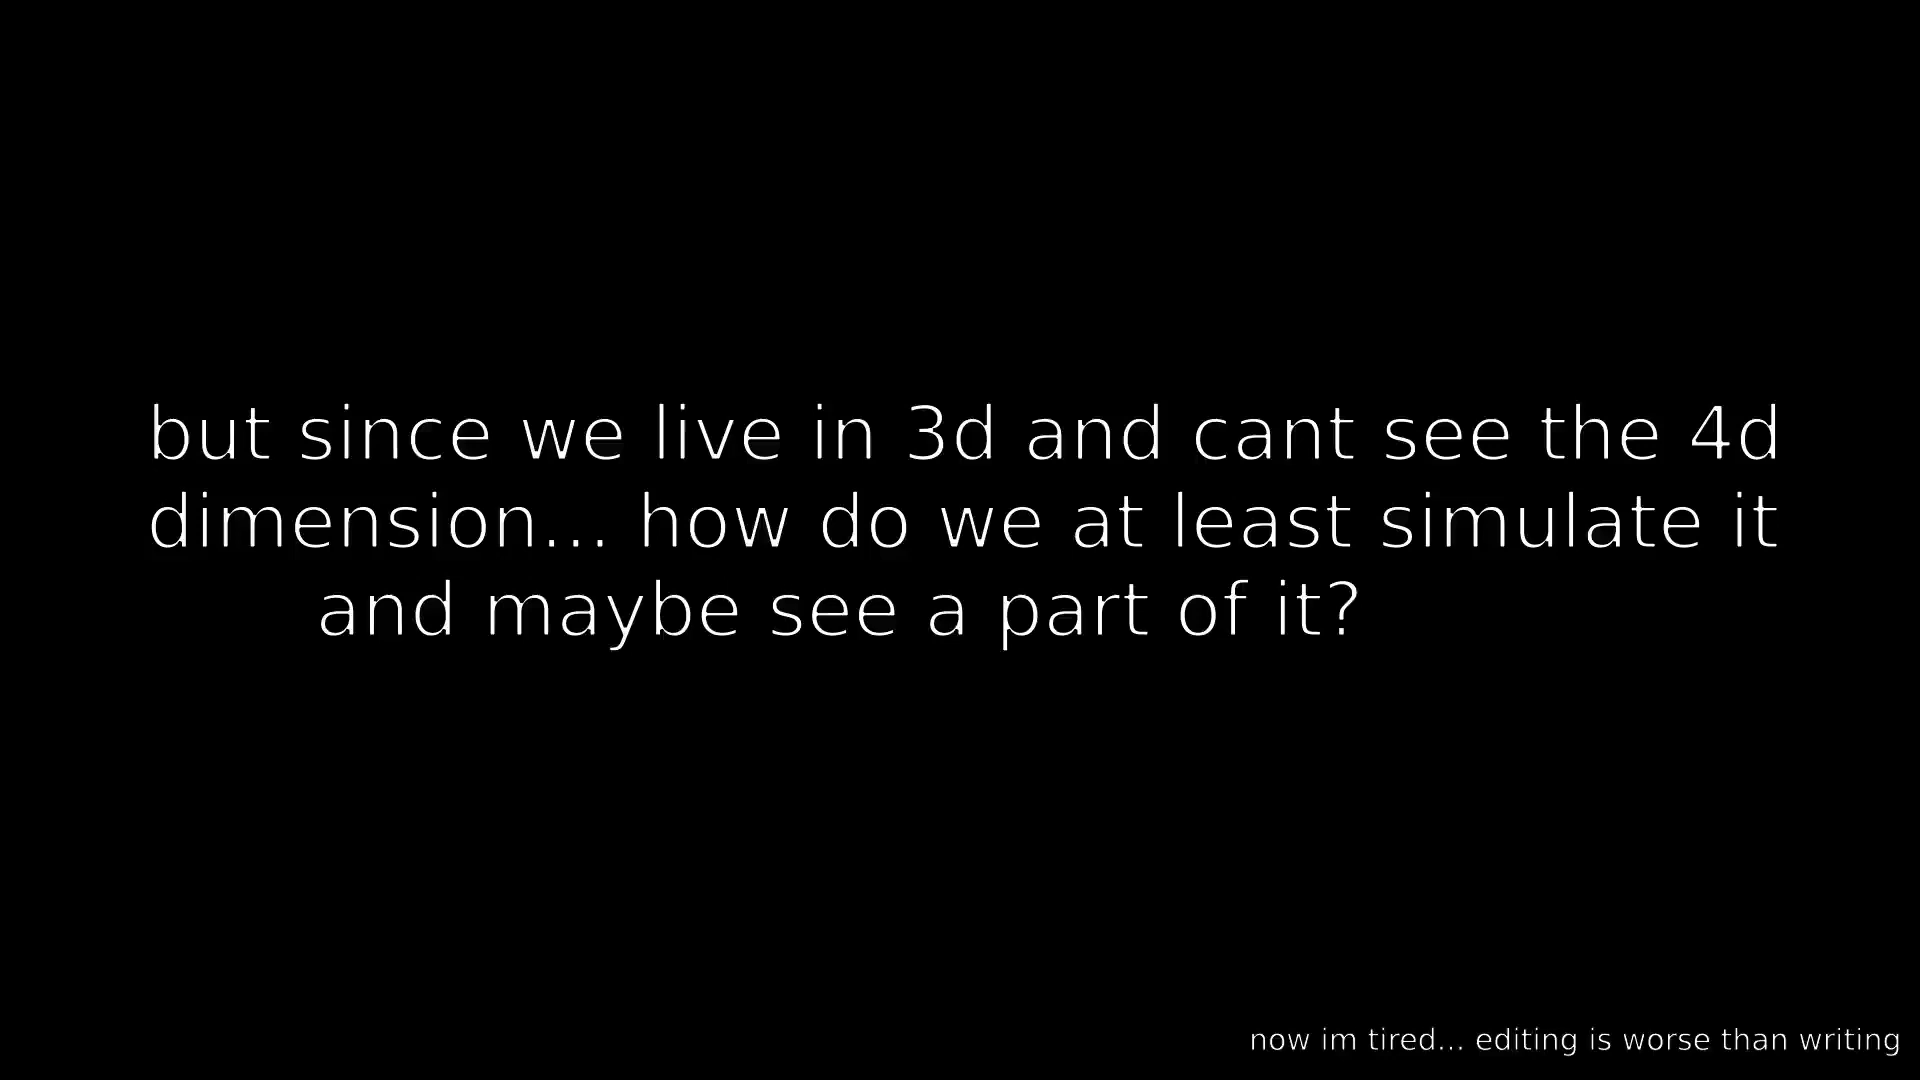 but since we live in 3d and cant see the 4d
dimension... how do we at least simulate it
and maybe see a part of it?
now im tired... editing is worse than writing